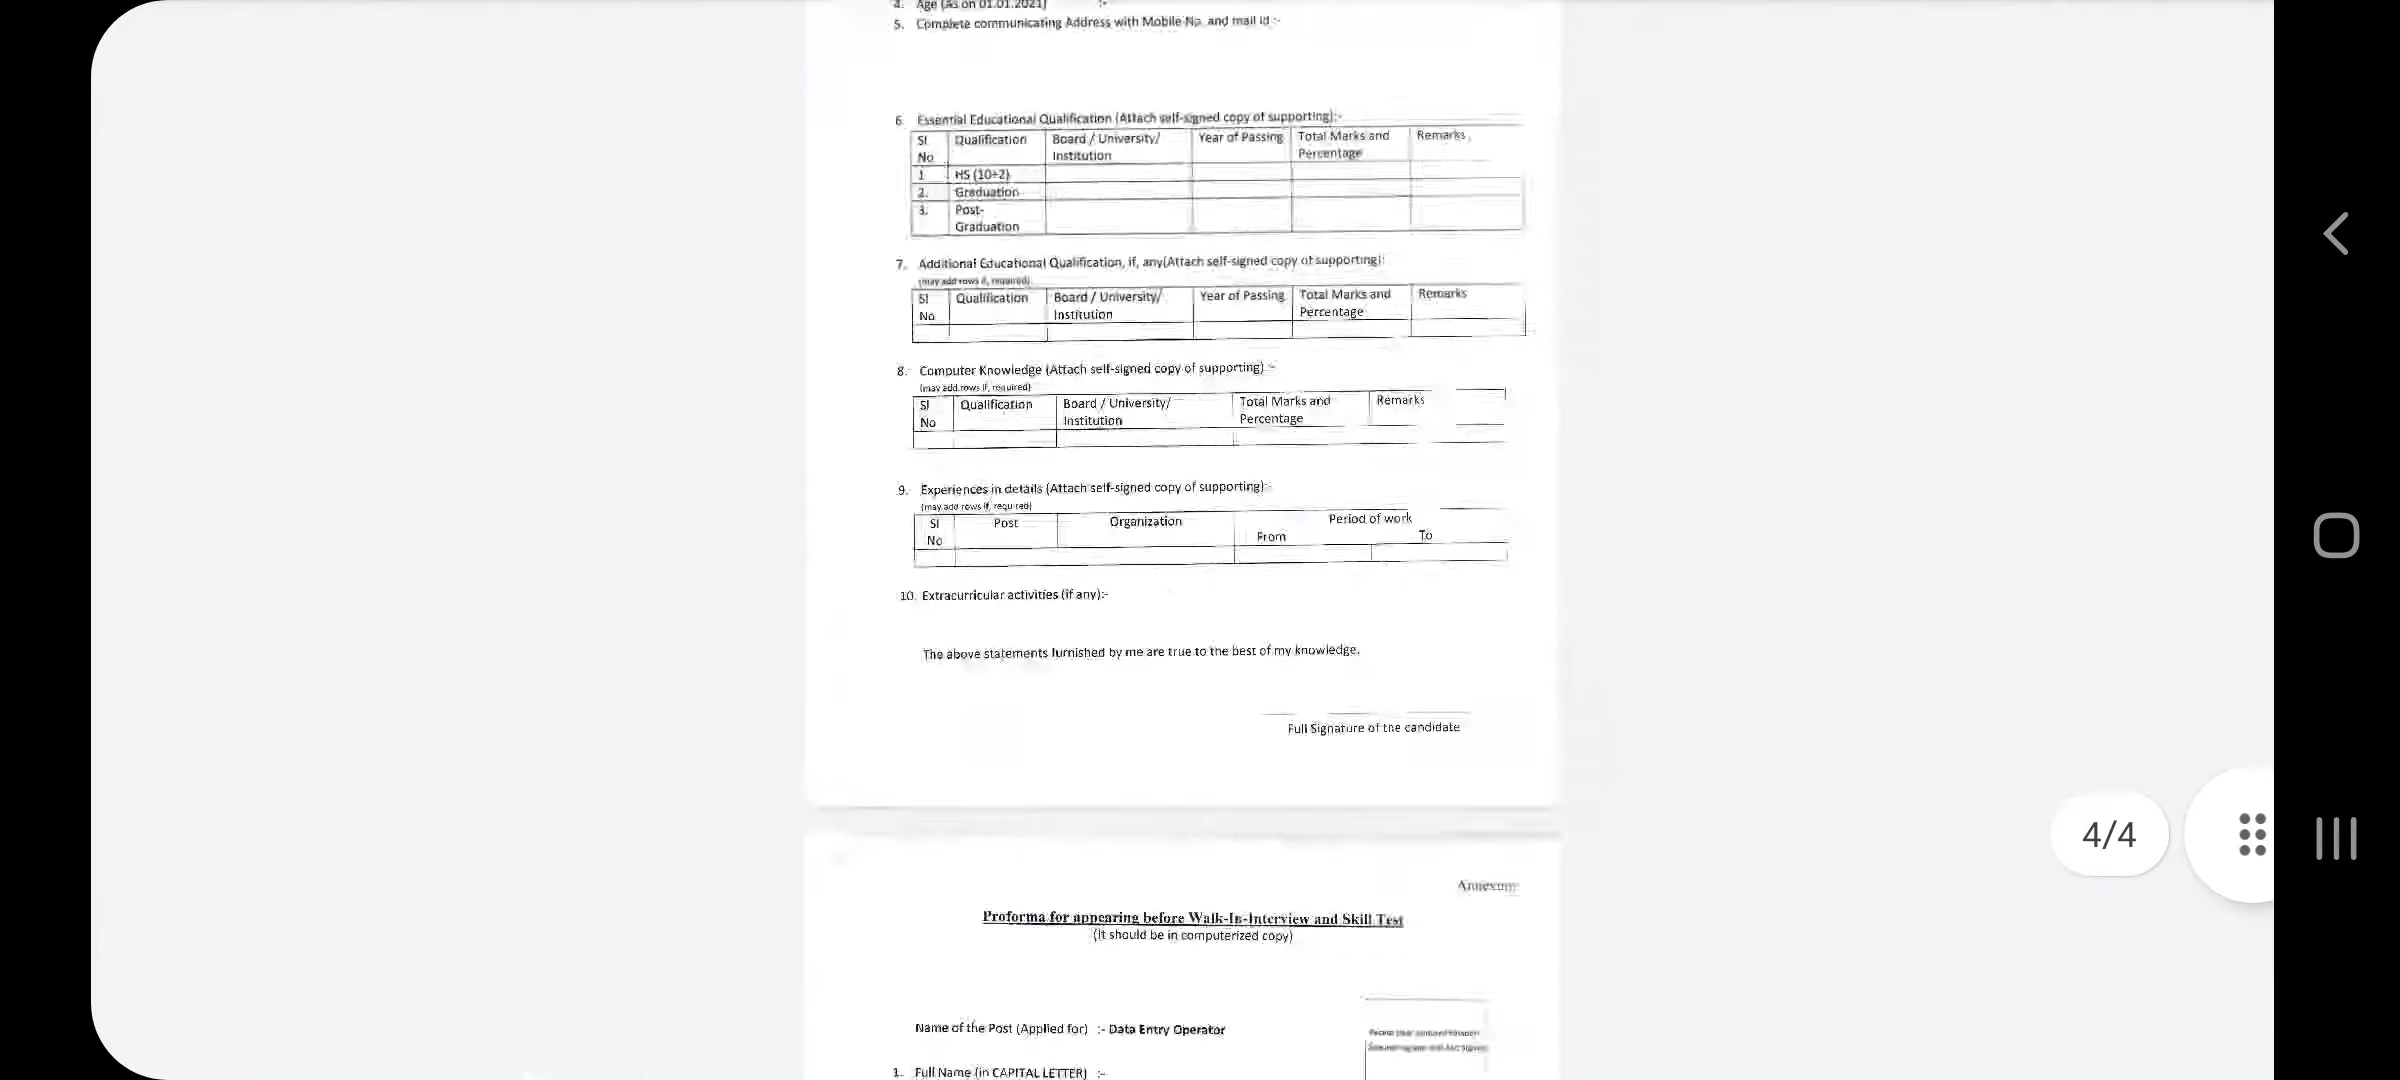 4. Age (as on 01.01.2021) :-
5. Complete communicating Address with Mobile No. and mail id :-
6. Essential Educational Qualification (Attach self-signed copy of supporting):-
Sl No Qualification Board / University/ Institution Year of Passing Total Marks and Percentage Remarks
1 HS (10+2)
2. Graduation
3. Post-Graduation
7. Additional Educational Qualification, if, any(Attach self-signed copy of supporting):
(may add rows if, required)
Sl No Qualification Board / University/ Institution Year of Passing Total Marks and Percentage Remarks
8. Computer Knowledge (Attach self-signed copy of supporting) :-
(may add rows if, required)
Sl No Qualification Board / University/ Institution Total Marks and Percentage Remarks
9. Experiences in details (Attach self-signed copy of supporting):-
(may add rows if, required)
Sl No Post Organization Period of work
From To
10. Extracurricular activities (if any):-
The above statements furnished by me are true to the best of my knowledge.
Full Signature of the candidate
4/4
Annexure
Proforma for appearing before Walk-In-Interview and Skill Test
(It should be in computerized copy)
Name of the Post (Applied for) :- Data Entry Operator
1. Full Name (in CAPITAL LETTER) :-